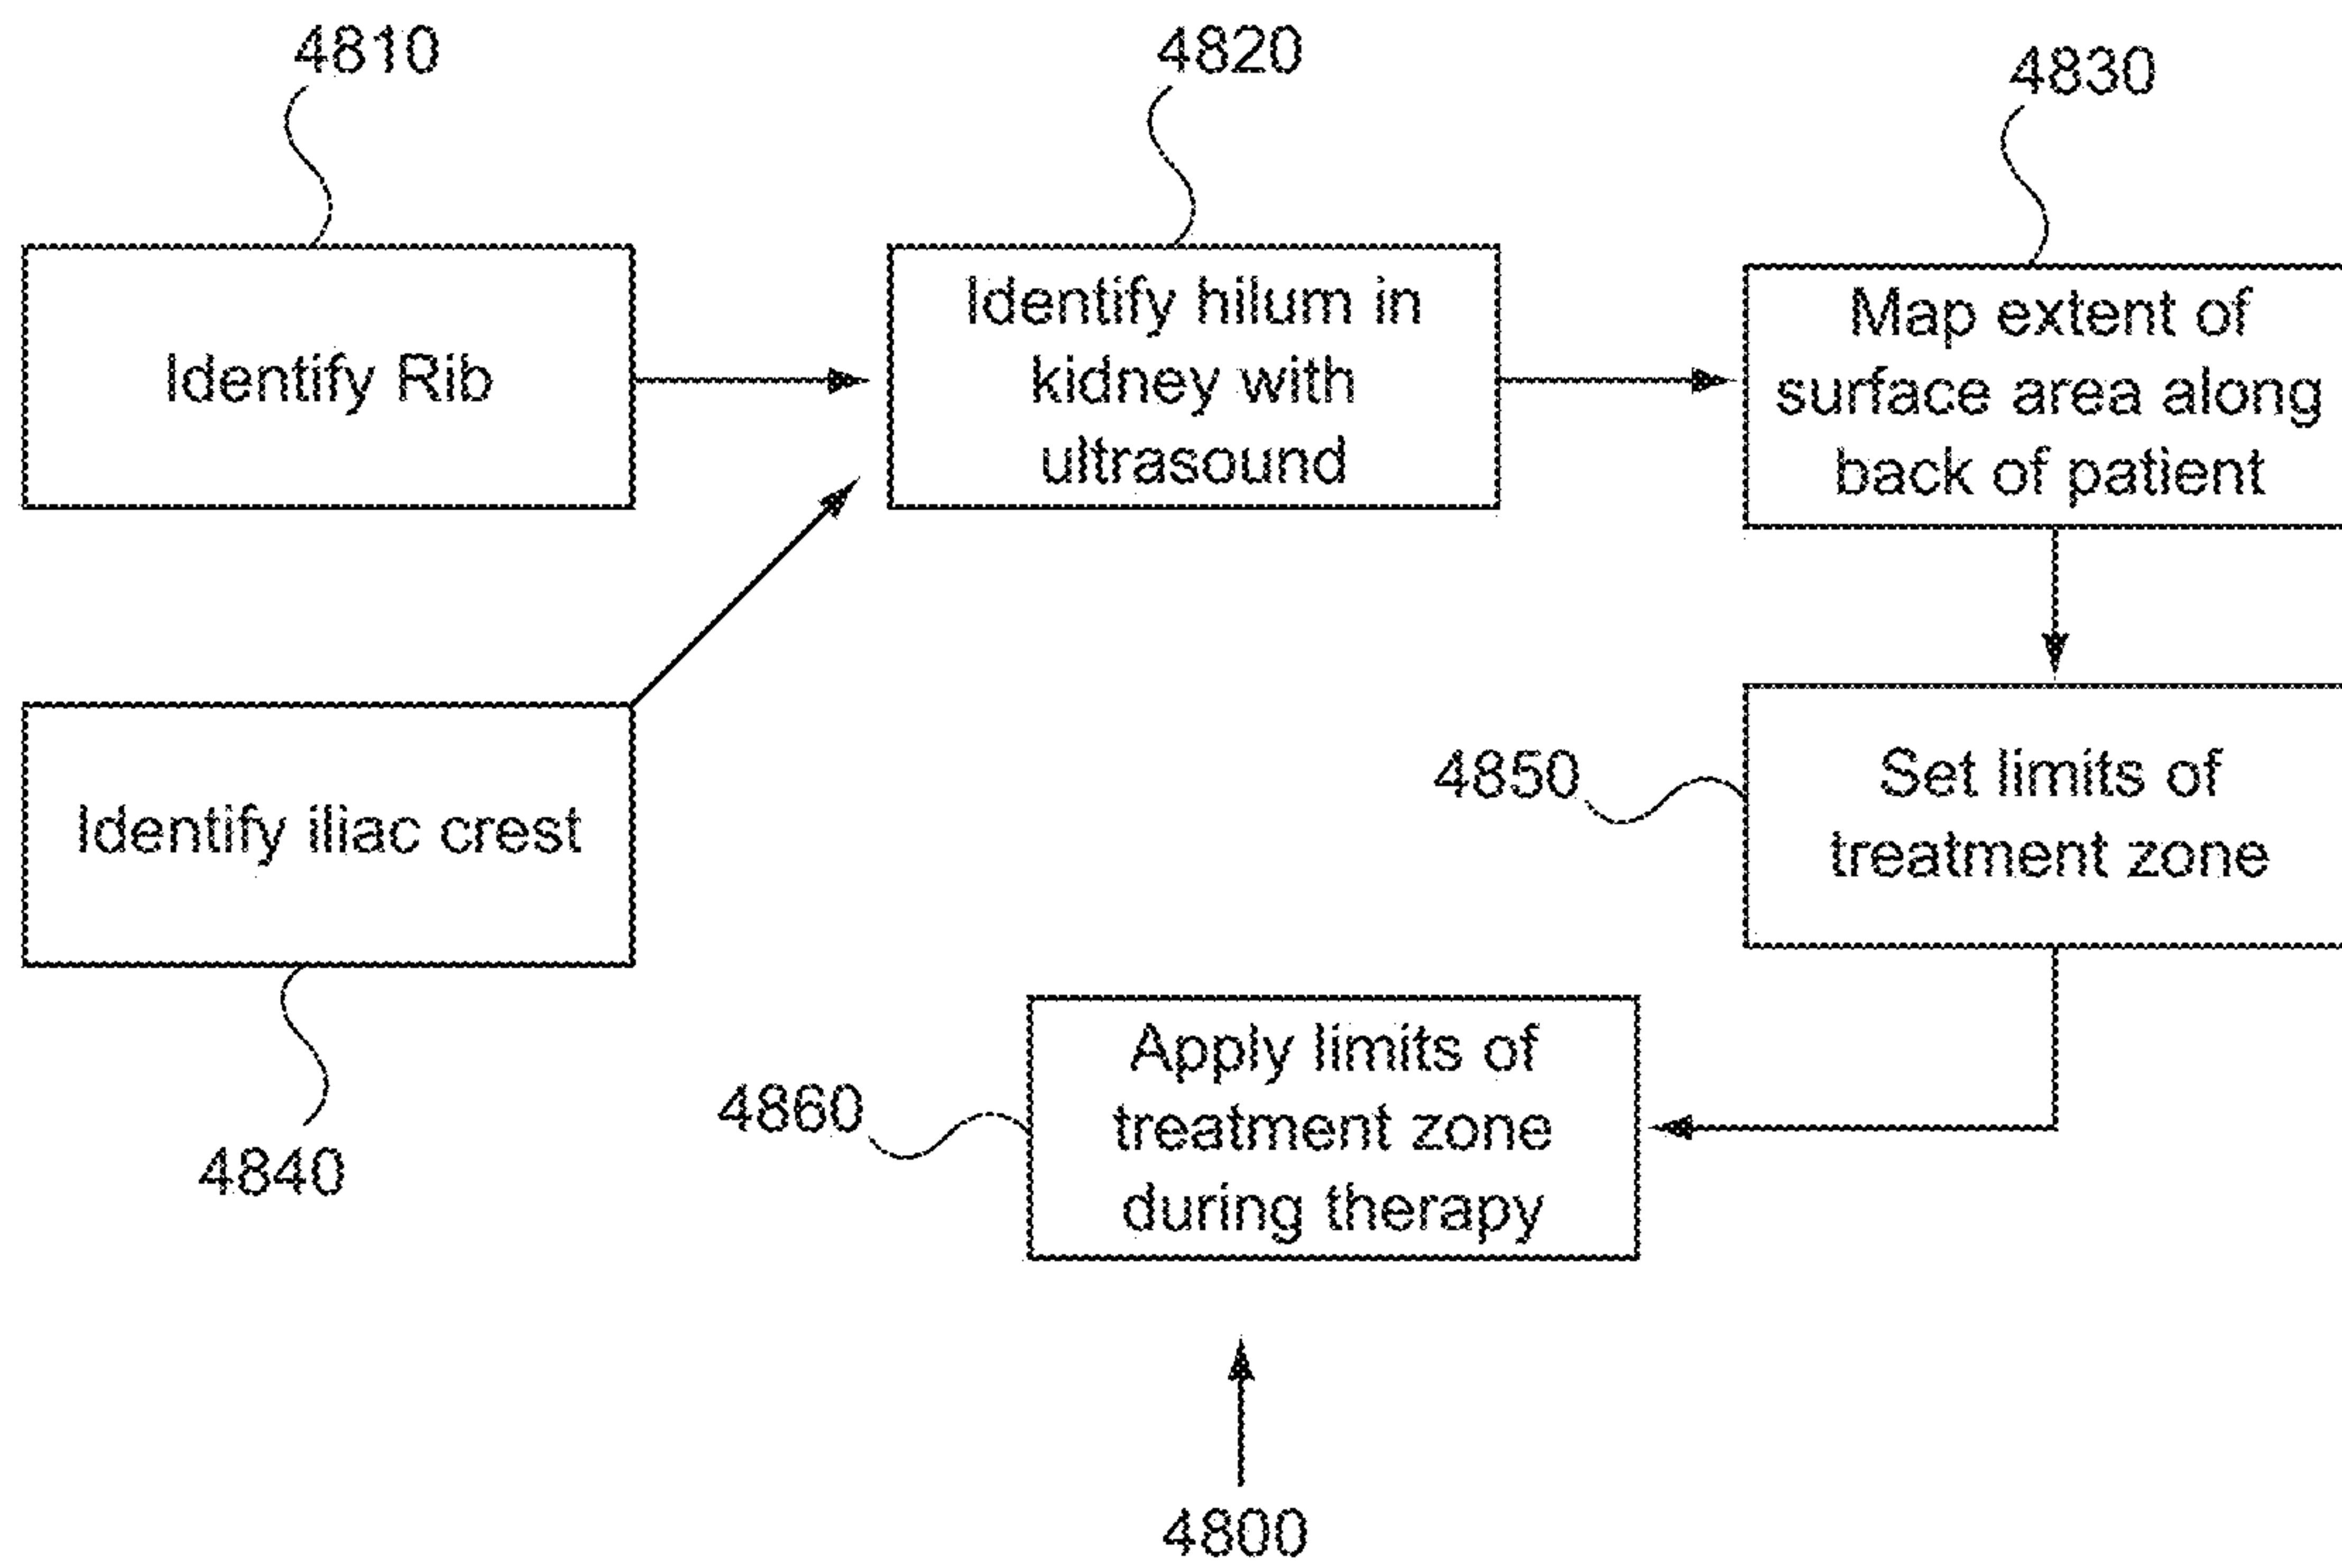 4810
4820
4830
Identify Rib
Identify hilum in
kidney with
ultrasound
Map extent of
surface area along
back of patient
Identify iliac crest
4840
4850
Set limits of
treatment zone
4860
Apply limits of
treatment zone
during therapy
4800